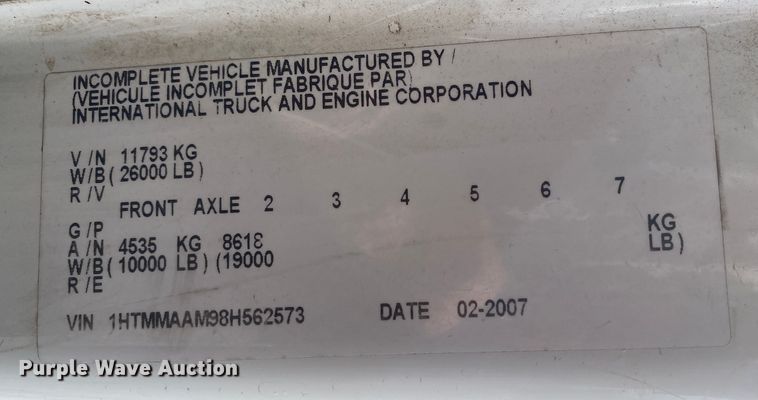 INCOMPLETE VEHICLE MANUFACTURED BY /
(VEHICULE INCOMPLET FABRIQUE PAR)
INTERNATIONAL TRUCK AND ENGINE CORPORATION
V/N 11793 KG
W/B( 26000 LB)
R/V
FRONT AXLE 2 3 4 5 6 7
G/P
A/N 4535 KG 8618 KG
W/B( 10000 LB) (19000 LB)
R/E
VIN 1HTMMAAM98H562573 DATE 02-2007
Purple Wave Auction